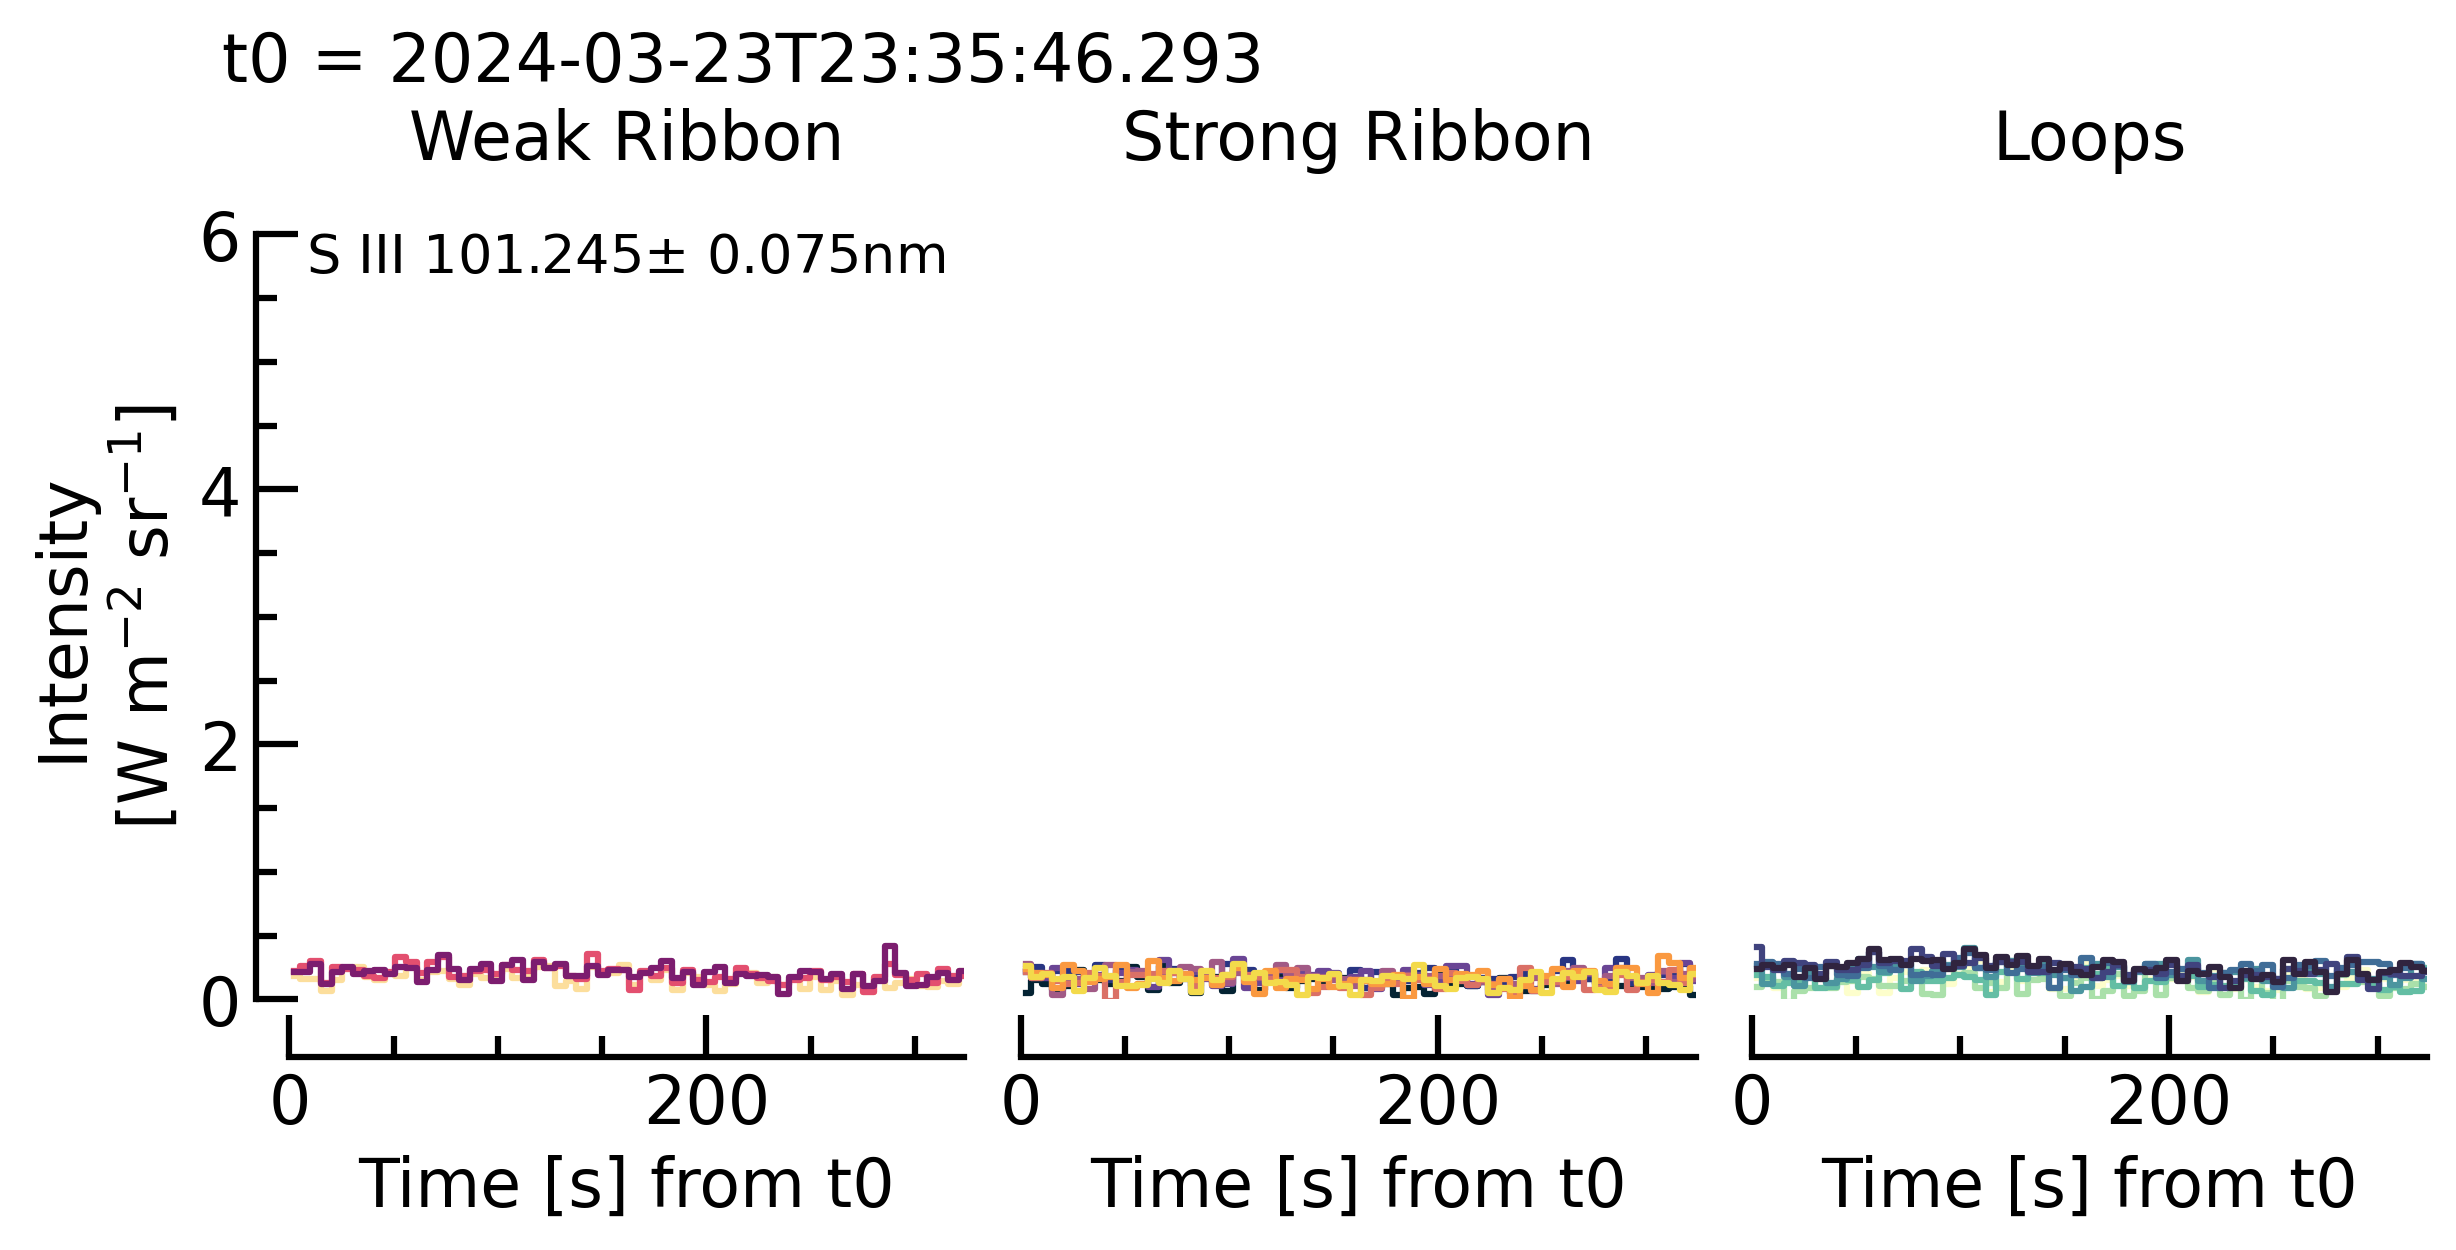 t0 = 2024-03-23T23:35:46.293
Weak Ribbon
Strong Ribbon
Loops
S III 101.245± 0.075nm
Intensity
[W m⁻² sr⁻¹]
6
4
2
0
0
200
0
200
0
200
Time [s] from t0
Time [s] from t0
Time [s] from t0